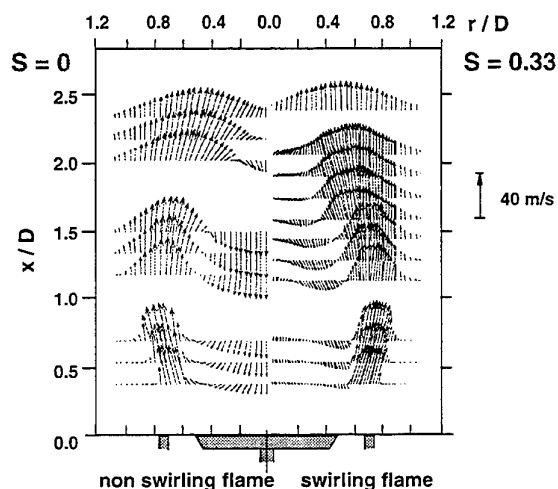 1.2 0.8 0.4 0.0 0.4 0.8 1.2 r / D
S = 0 S = 0.33
2.5
2.0
40 m/s
1.5
x / D
1.0
0.5
0.0
non swirling flame swirling flame